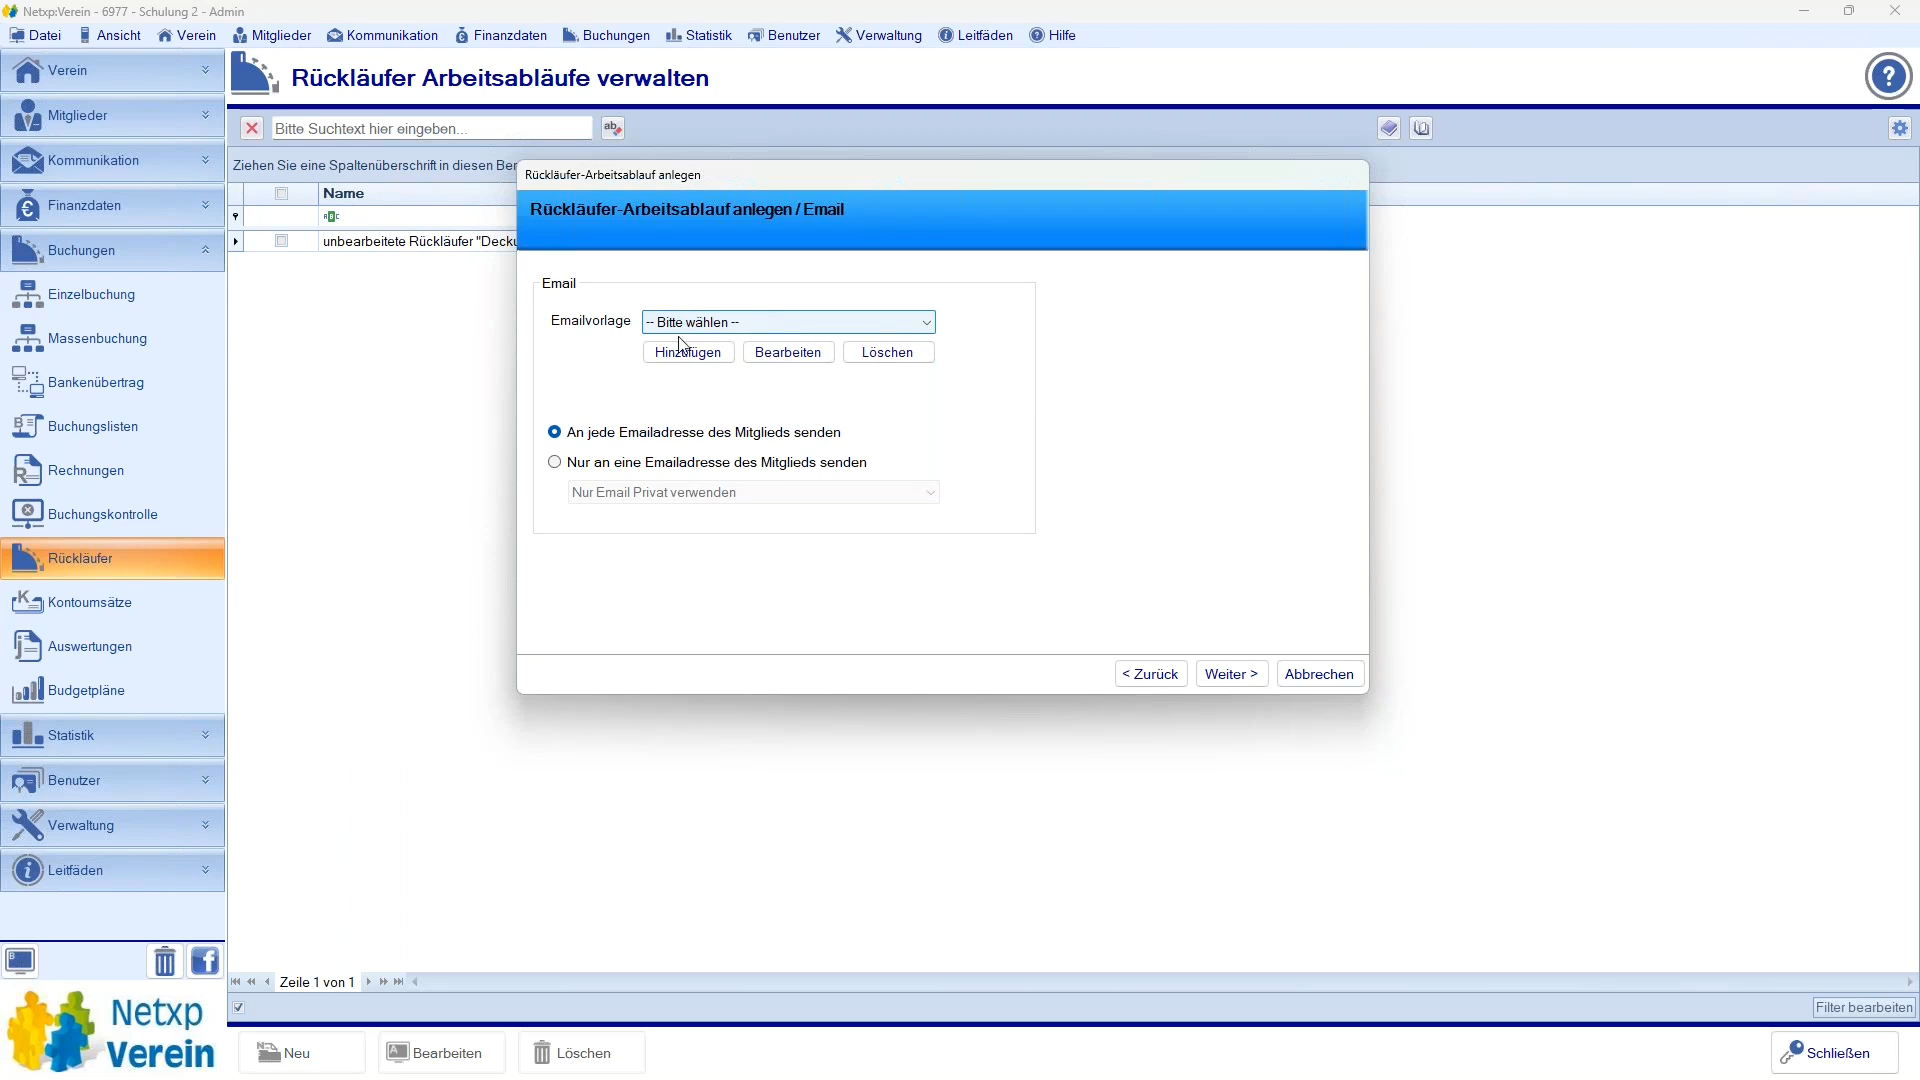 Netxp:Verein - 6977 - Schulung 2 - Admin
Datei Ansicht Verein Mitglieder Kommunikation Finanzdaten Buchungen Statistik Benutzer Verwaltung Leitfäden Hilfe
Verein
Mitglieder
Kommunikation
Finanzdaten
Buchungen
Einzelbuchung
Massenbuchung
Bankenübertrag
Buchungslisten
Rechnungen
Buchungskontrolle
Rückläufer
Kontoumsätze
Auswertungen
Budgetpläne
Statistik
Benutzer
Verwaltung
Leitfäden
Netxp
Verein
Rückläufer Arbeitsabläufe verwalten
Bitte Suchtext hier eingeben...
Ziehen Sie eine Spaltenüberschrift in diesen Ber
Name
unbearbeitete Rückläufer "Decku
Rückläufer-Arbeitsablauf anlegen
Rückläufer-Arbeitsablauf anlegen / Email
Email
Emailvorlage -- Bitte wählen --
Hinzufügen Bearbeiten Löschen
An jede Emailadresse des Mitglieds senden
Nur an eine Emailadresse des Mitglieds senden
Nur Email Privat verwenden
< Zurück Weiter > Abbrechen
Zeile 1 von 1
Filter bearbeiten
Neu Bearbeiten Löschen Schließen